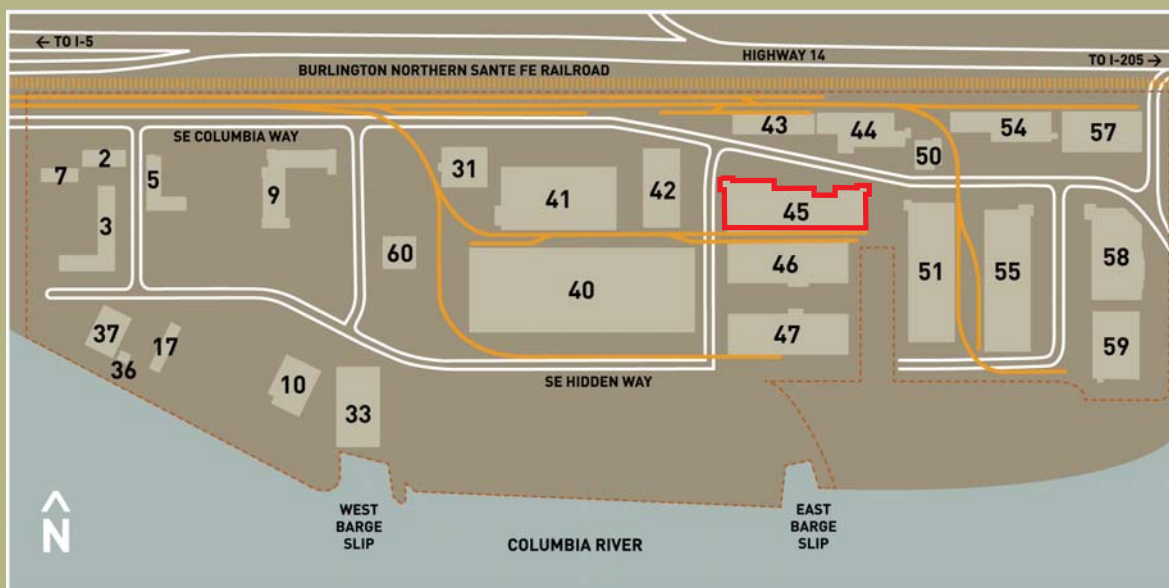 ← TO I-5
HIGHWAY 14
TO I-205 →
BURLINGTON NORTHERN SANTE FE RAILROAD
SE COLUMBIA WAY
43
44
54
57
50
2
7
5
9
31
41
42
45
3
60
40
46
51
55
58
47
37
36
17
10
33
59
SE HIDDEN WAY
N
WEST
BARGE
SLIP
COLUMBIA RIVER
EAST
BARGE
SLIP